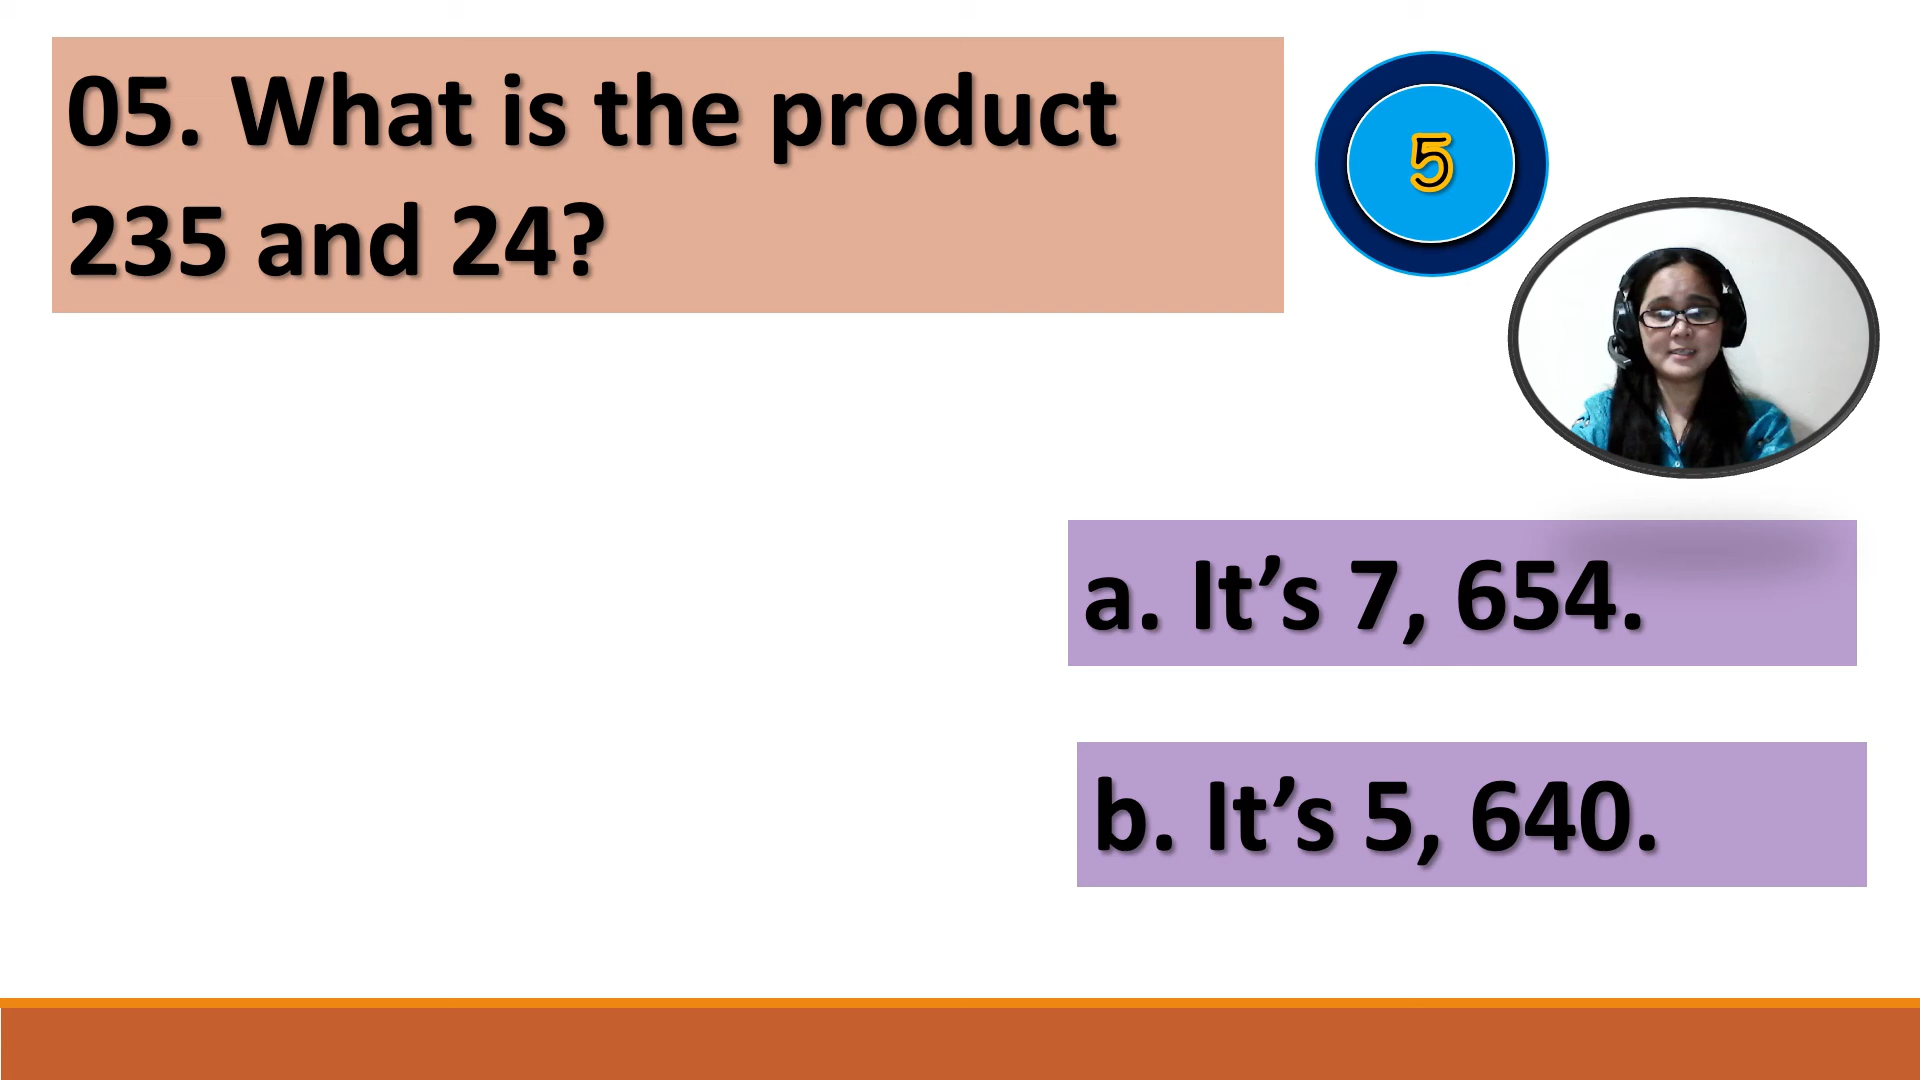 05. What is the product
235 and 24?
5
a. It’s 7, 654.
b. It’s 5, 640.